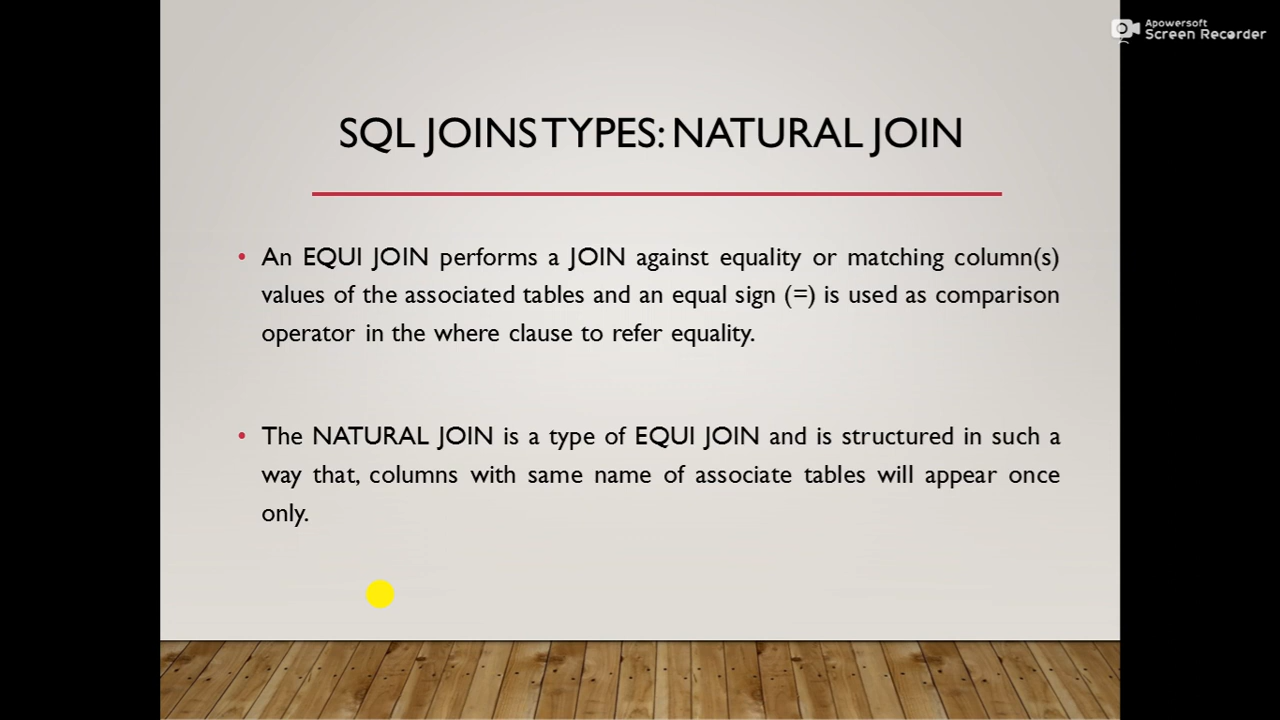 Apowersoft
Screen Recorder
SQL JOINS TYPES: NATURAL JOIN
• An EQUI JOIN performs a JOIN against equality or matching column(s)
values of the associated tables and an equal sign (=) is used as comparison
operator in the where clause to refer equality.
• The NATURAL JOIN is a type of EQUI JOIN and is structured in such a
way that, columns with same name of associate tables will appear once
only.